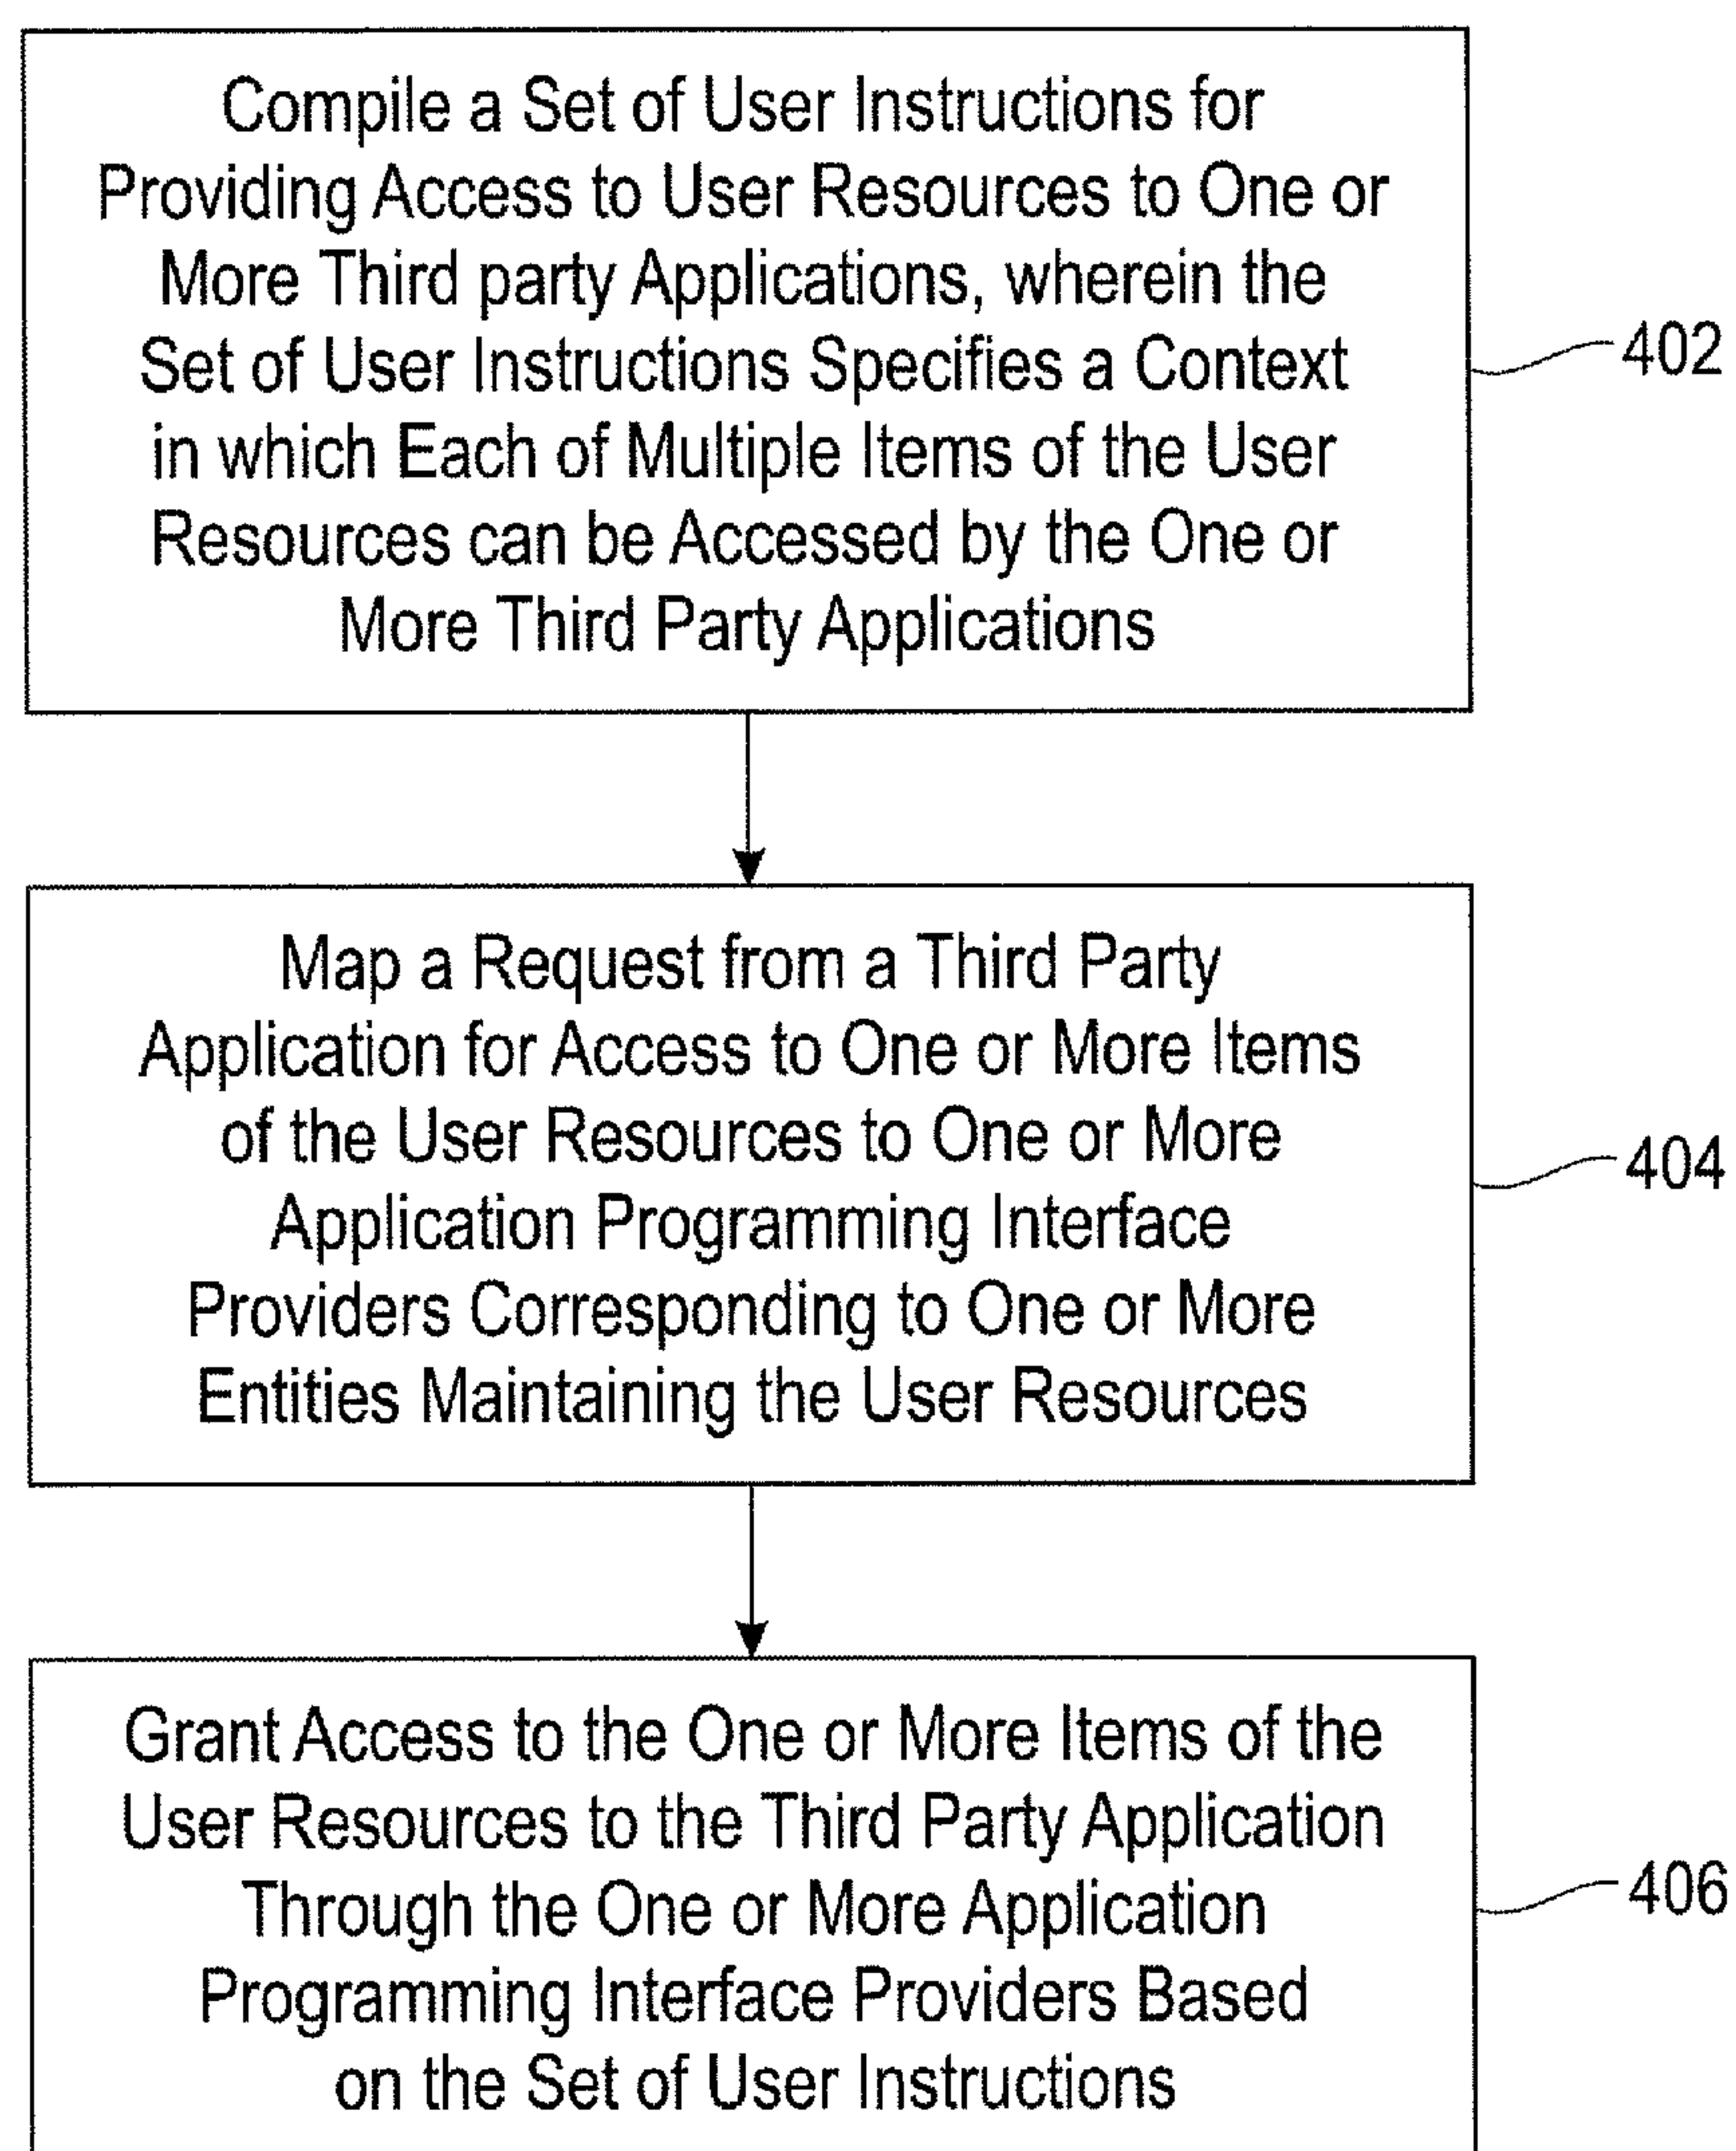 Compile a Set of User Instructions for
Providing Access to User Resources to One or
More Third party Applications, wherein the
Set of User Instructions Specifies a Context
in which Each of Multiple Items of the User
Resources can be Accessed by the One or
More Third Party Applications
402
Map a Request from a Third Party
Application for Access to One or More Items
of the User Resources to One or More
Application Programming Interface
Providers Corresponding to One or More
Entities Maintaining the User Resources
404
Grant Access to the One or More Items of the
User Resources to the Third Party Application
Through the One or More Application
Programming Interface Providers Based
on the Set of User Instructions
406